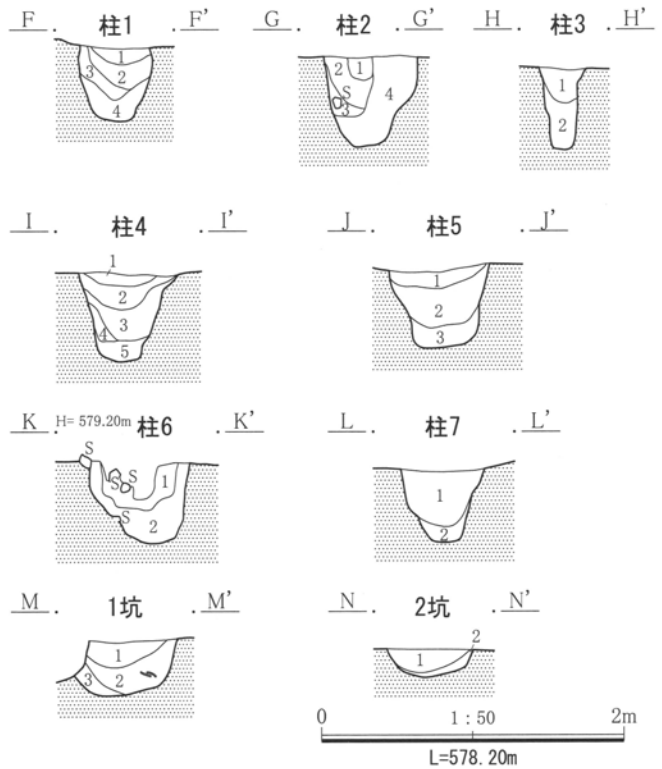 F . 柱1 . F' G . 柱2 . G' H . 柱3 . H'
1 2 3 4
1 2 S 3 4
1 2
I . 柱4 . I' J . 柱5 . J'
1 2 3 4 5
1 2 3
K . H= 579.20m 柱6 . K' L . 柱7 . L'
S S S S 1 2
1 2
M . 1坑 . M' N . 2坑 . N'
1 2 3
1 2
0 1 : 50 2m
L=578. 20m